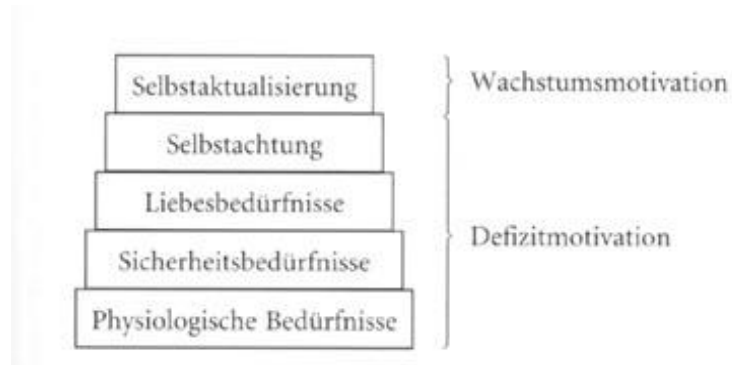 Selbstaktualisierung
Wachstumsmotivation
Selbstachtung
Liebesbedürfnisse
Defizitmotivation
Sicherheitsbedürfnisse
Physiologische Bedürfnisse